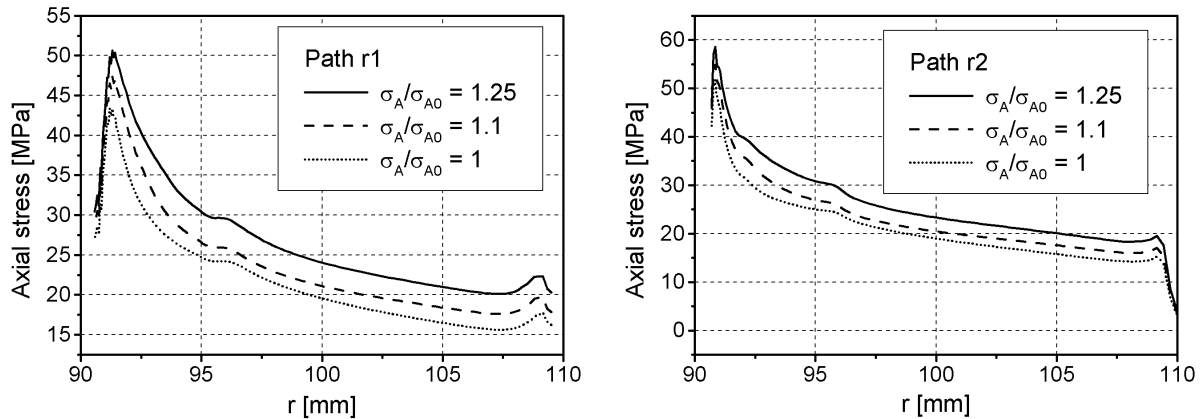 55
50
45
40
35
30
25
20
15
Axial stress [MPa]
90
95
100
105
110
r [mm]
Path r1
σA/σA0 = 1.25
σA/σA0 = 1.1
σA/σA0 = 1
60
50
40
30
20
10
0
Axial stress [MPa]
90
95
100
105
110
r [mm]
Path r2
σA/σA0 = 1.25
σA/σA0 = 1.1
σA/σA0 = 1